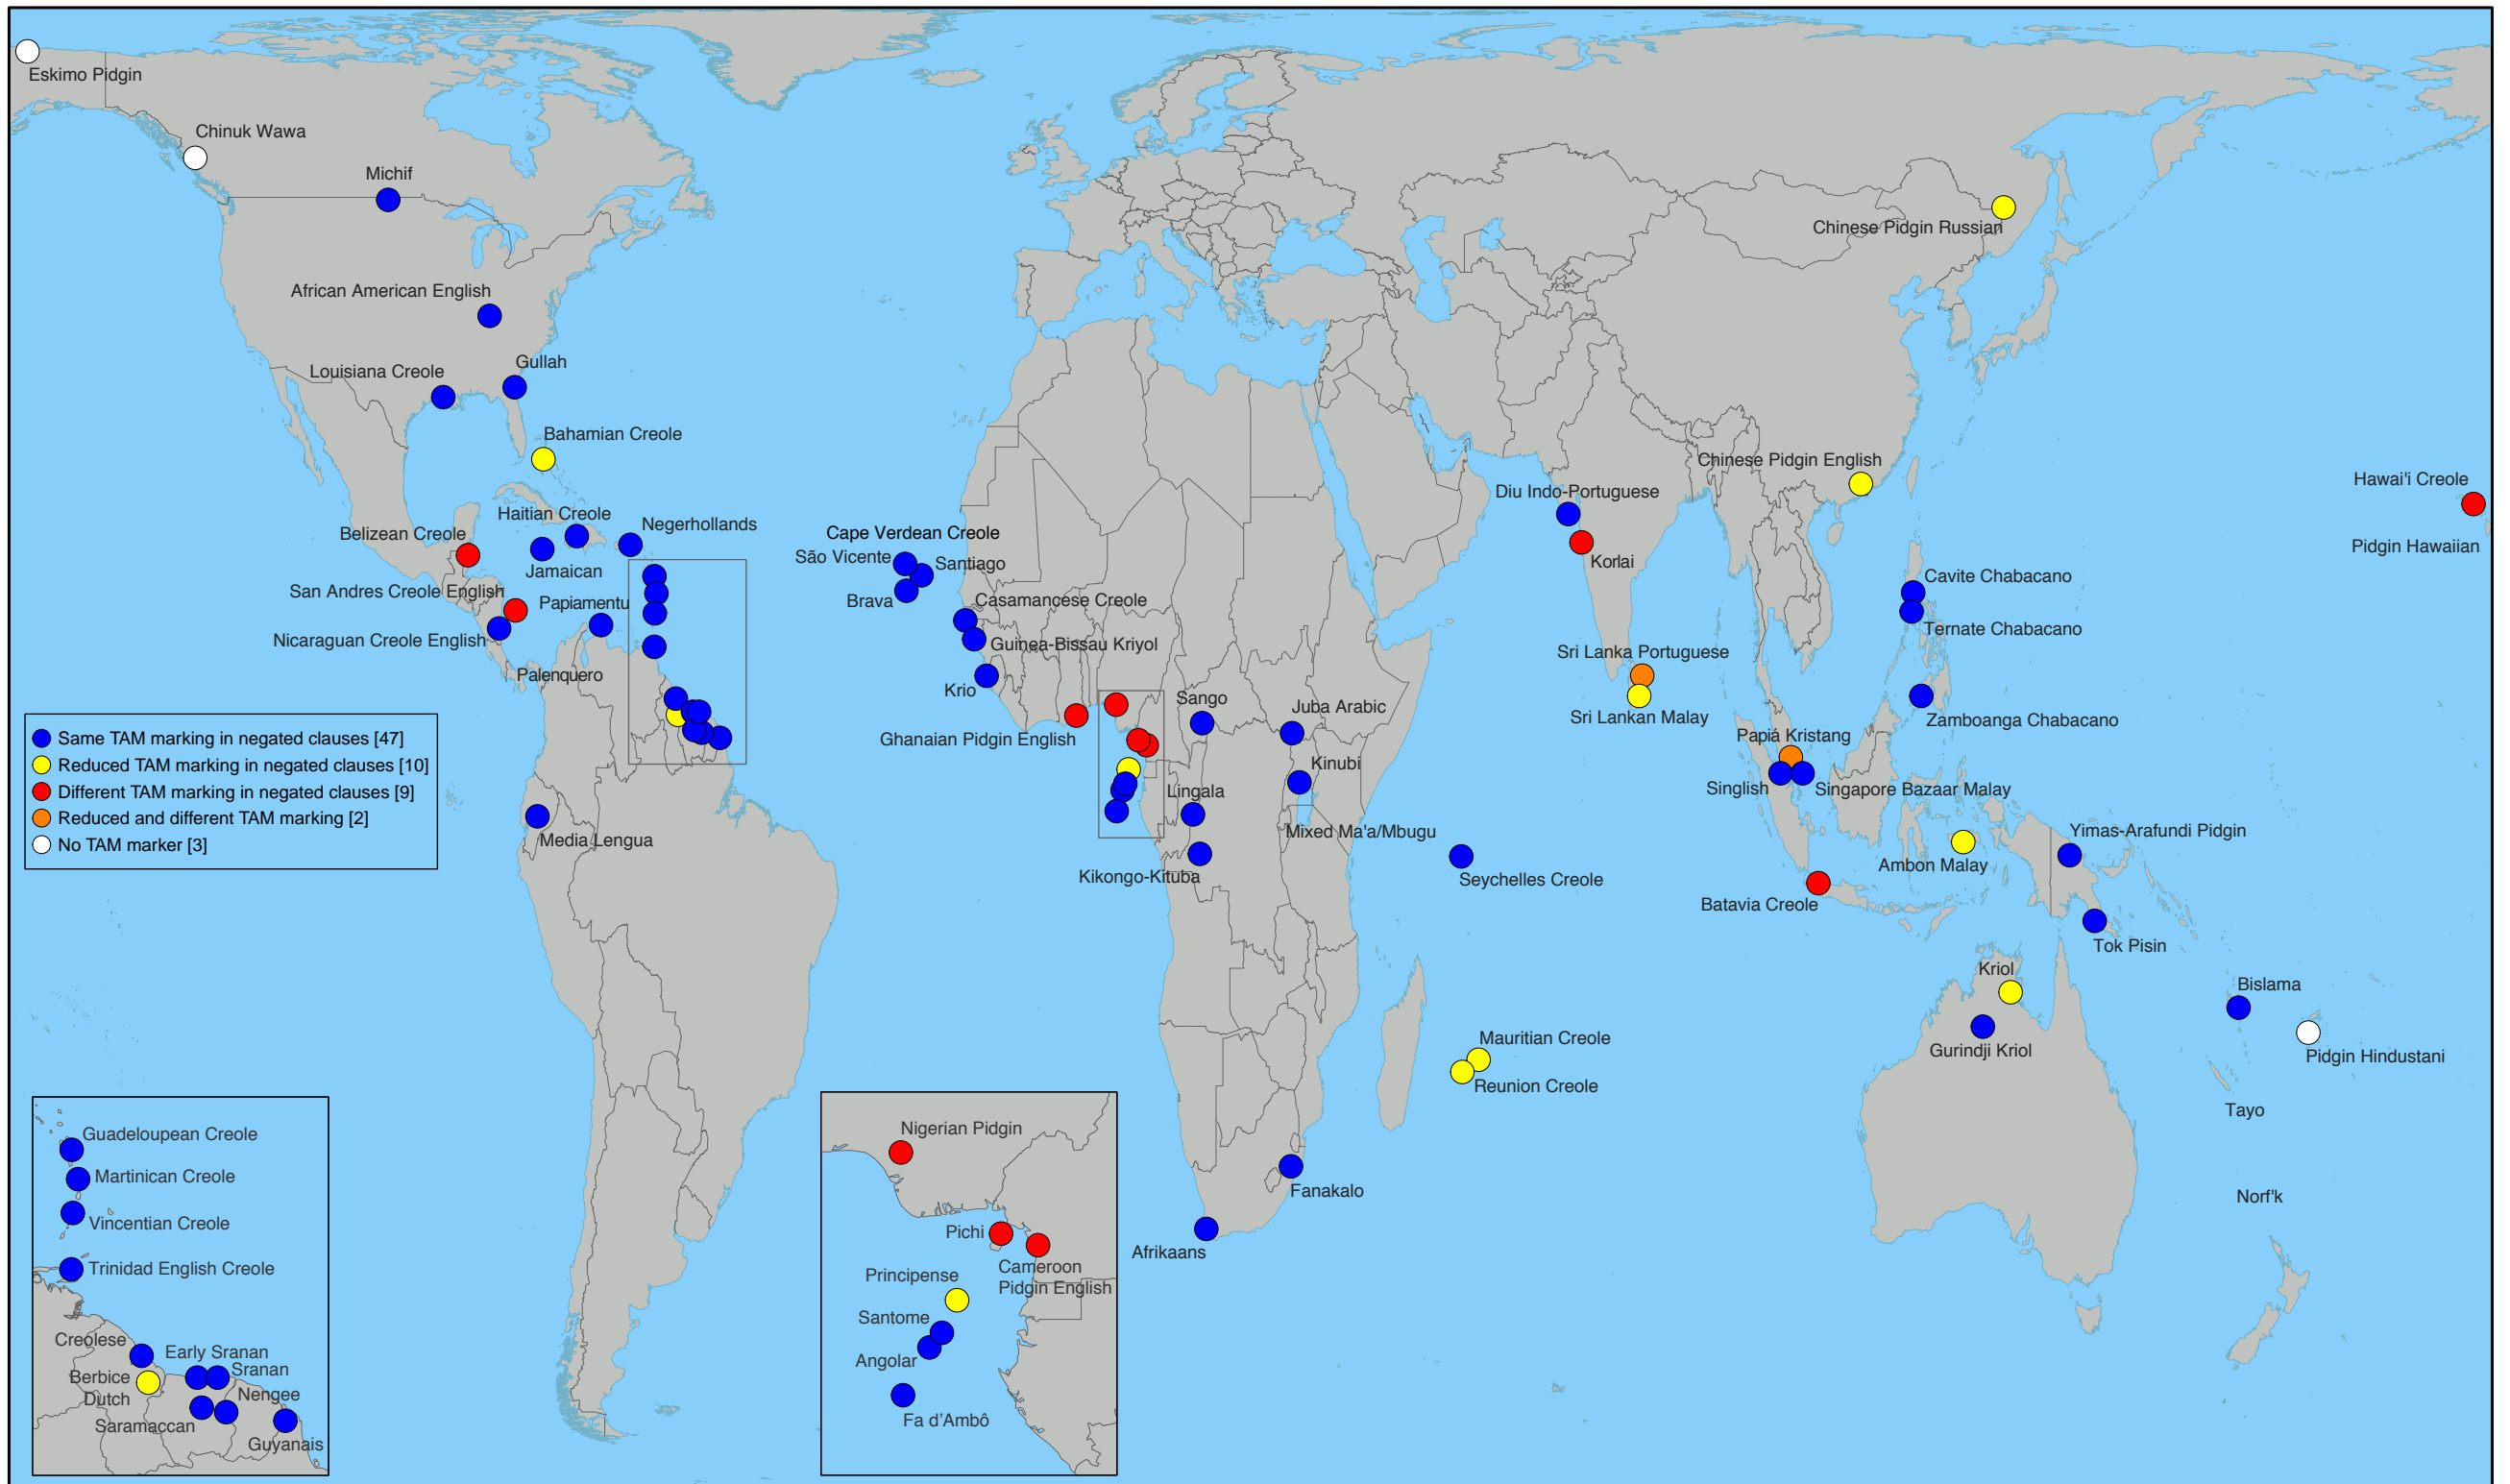 Eskimo Pidgin
Chinuk Wawa
Michif
Chinese Pidgin Russian
African American English
Gullah
Louisiana Creole
Bahamian Creole
Chinese Pidgin English
Hawai'i Creole
Diu Indo-Portuguese
Haitian Creole
Negerhollands
Belizean Creole
Cape Verdean Creole
São Vicente
Santiago
Pidgin Hawaiian
Korlai
Jamaican
Cavite Chabacano
San Andres Creole English
Papiamentu
Brava
Casamancese Creole
Ternate Chabacano
Nicaraguan Creole English
Guinea-Bissau Kriyol
Sri Lanka Portuguese
Palenquero
Krio
Sango
Juba Arabic
Sri Lankan Malay
Zamboanga Chabacano
Ghanaian Pidgin English
Papiá Kristang
Same TAM marking in negated clauses [47]
Reduced TAM marking in negated clauses [10]
Different TAM marking in negated clauses [9]
Reduced and different TAM marking [2]
No TAM marker [3]
Kinubi
Lingala
Singlish
Singapore Bazaar Malay
Media Lengua
Mixed Ma'a/Mbugu
Yimas-Arafundi Pidgin
Ambon Malay
Kikongo-Kituba
Seychelles Creole
Batavia Creole
Tok Pisin
Kriol
Bislama
Mauritian Creole
Gurindji Kriol
Pidgin Hindustani
Reunion Creole
Tayo
Fanakalo
Norf'k
Afrikaans
Guadeloupean Creole
Martinican Creole
Vincentian Creole
Trinidad English Creole
Creolese
Early Sranan
Sranan
Berbice
Dutch
Nengee
Saramaccan
Guyanais
Nigerian Pidgin
Pichi
Cameroon
Pidgin English
Principense
Santome
Angolar
Fa d'Ambô